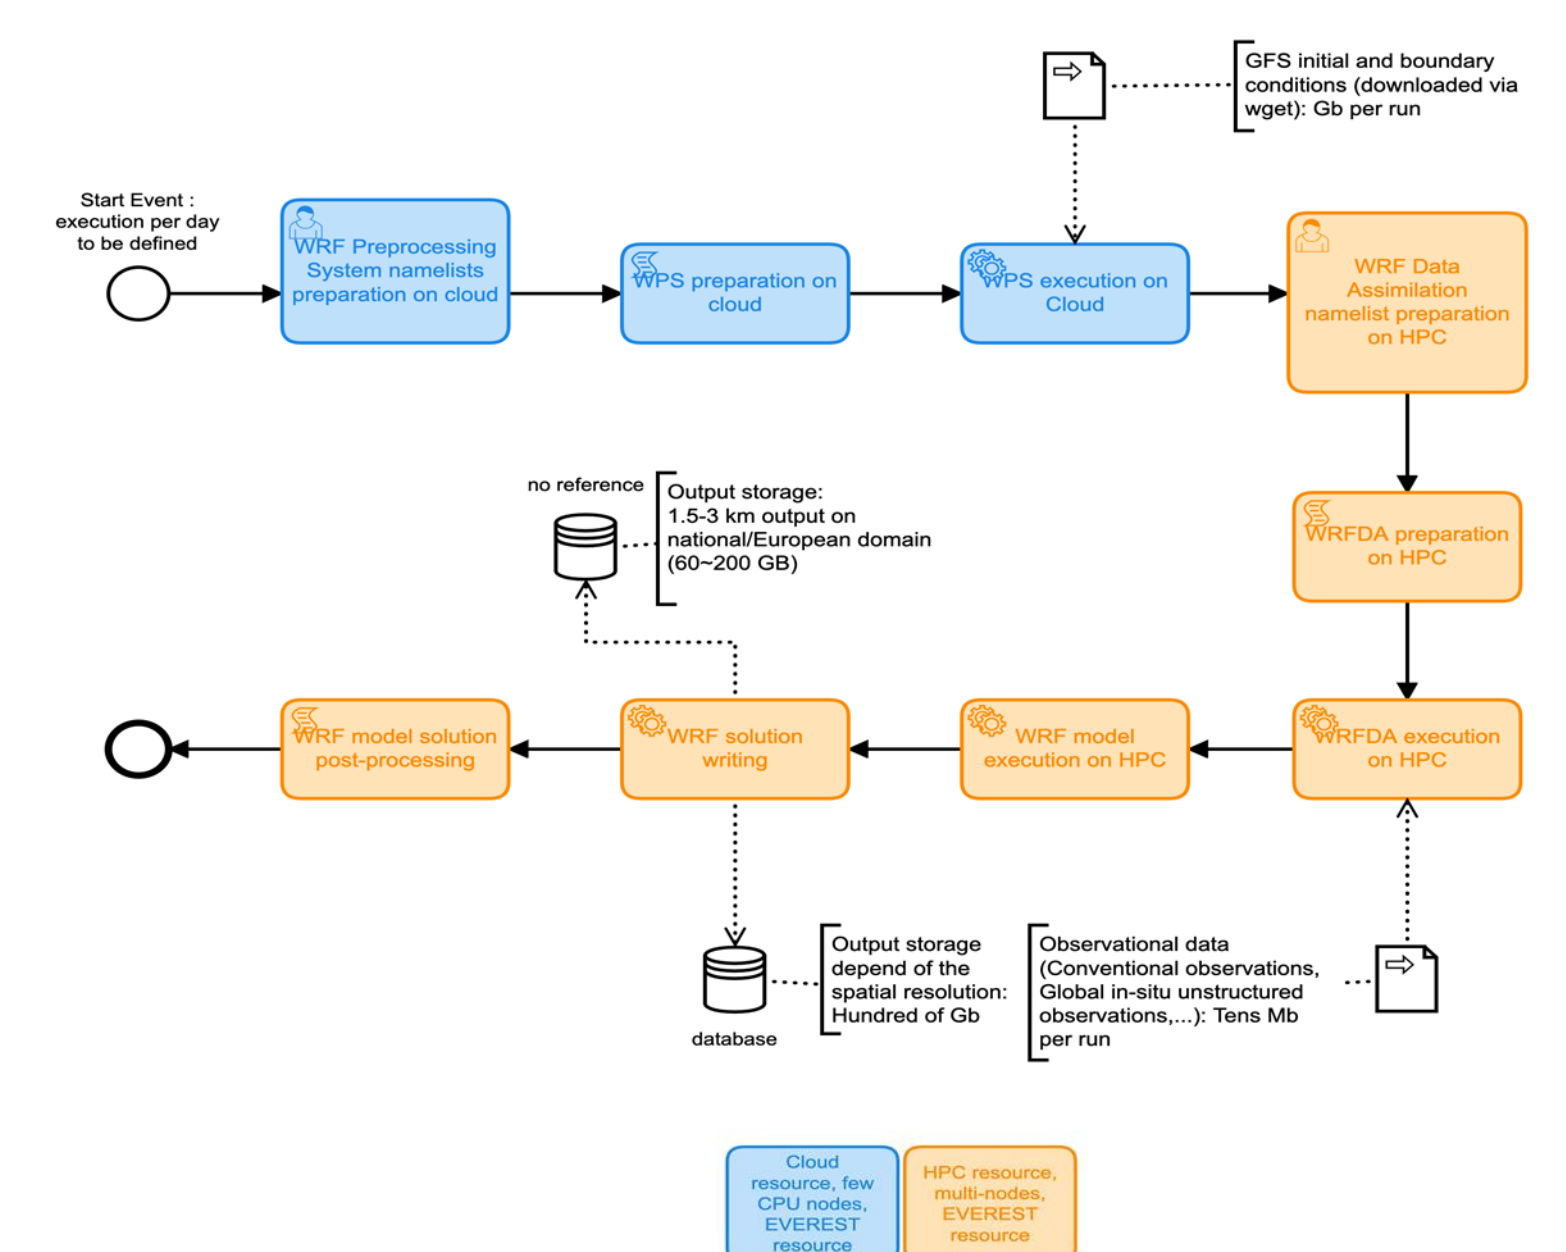 GFS initial and boundary
conditions (downloaded via
wget): Gb per run
Start Event :
execution per day
to be defined
WRF Preprocessing
System namelists
preparation on cloud
WPS preparation on
cloud
WPS execution on
Cloud
WRF Data
Assimilation
namelist preparation
on HPC
no reference
Output storage:
1.5-3 km output on
national/European domain
(60~200 GB)
WRFDA preparation
on HPC
WRF model solution
post-processing
WRF solution
writing
WRF model
execution on HPC
WRFDA execution
on HPC
database
Output storage
depend of the
spatial resolution:
Hundred of Gb
Observational data
(Conventional observations,
Global in-situ unstructured
observations,...): Tens Mb
per run
Cloud
resource, few
CPU nodes,
EVEREST
resource
HPC resource,
multi-nodes,
EVEREST
resource